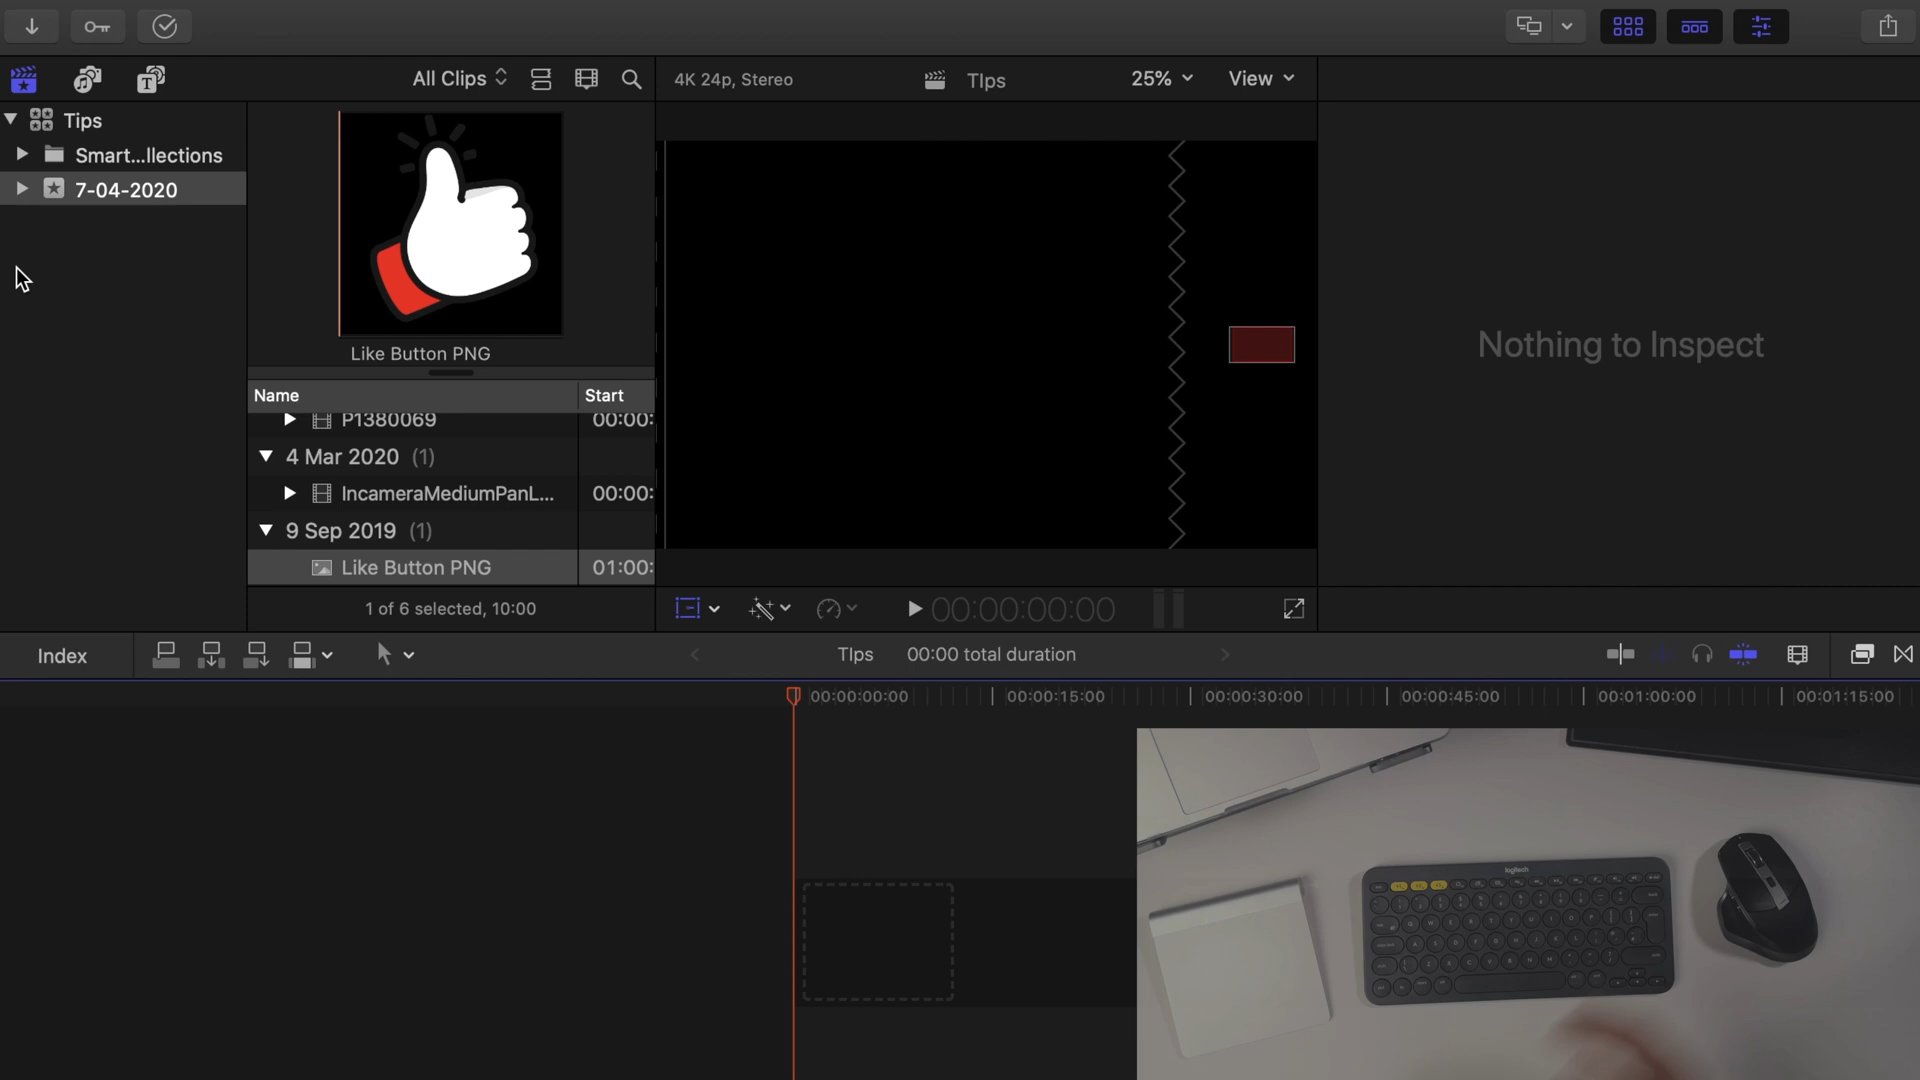 All Clips
4K 24p, Stereo
TIps
25%
View
Tips
Smart...llections
7-04-2020
Like Button PNG
Name
Start
P1380069
00:00:
4 Mar 2020 (1)
IncameraMediumPanL...
00:00:
9 Sep 2019 (1)
Like Button PNG
01:00:
1 of 6 selected, 10:00
00:00:00:00
Nothing to Inspect
Index
TIps
00:00 total duration
00:00:00:00
00:00:15:00
00:00:30:00
00:00:45:00
00:01:00:00
00:01:15:00
logitech